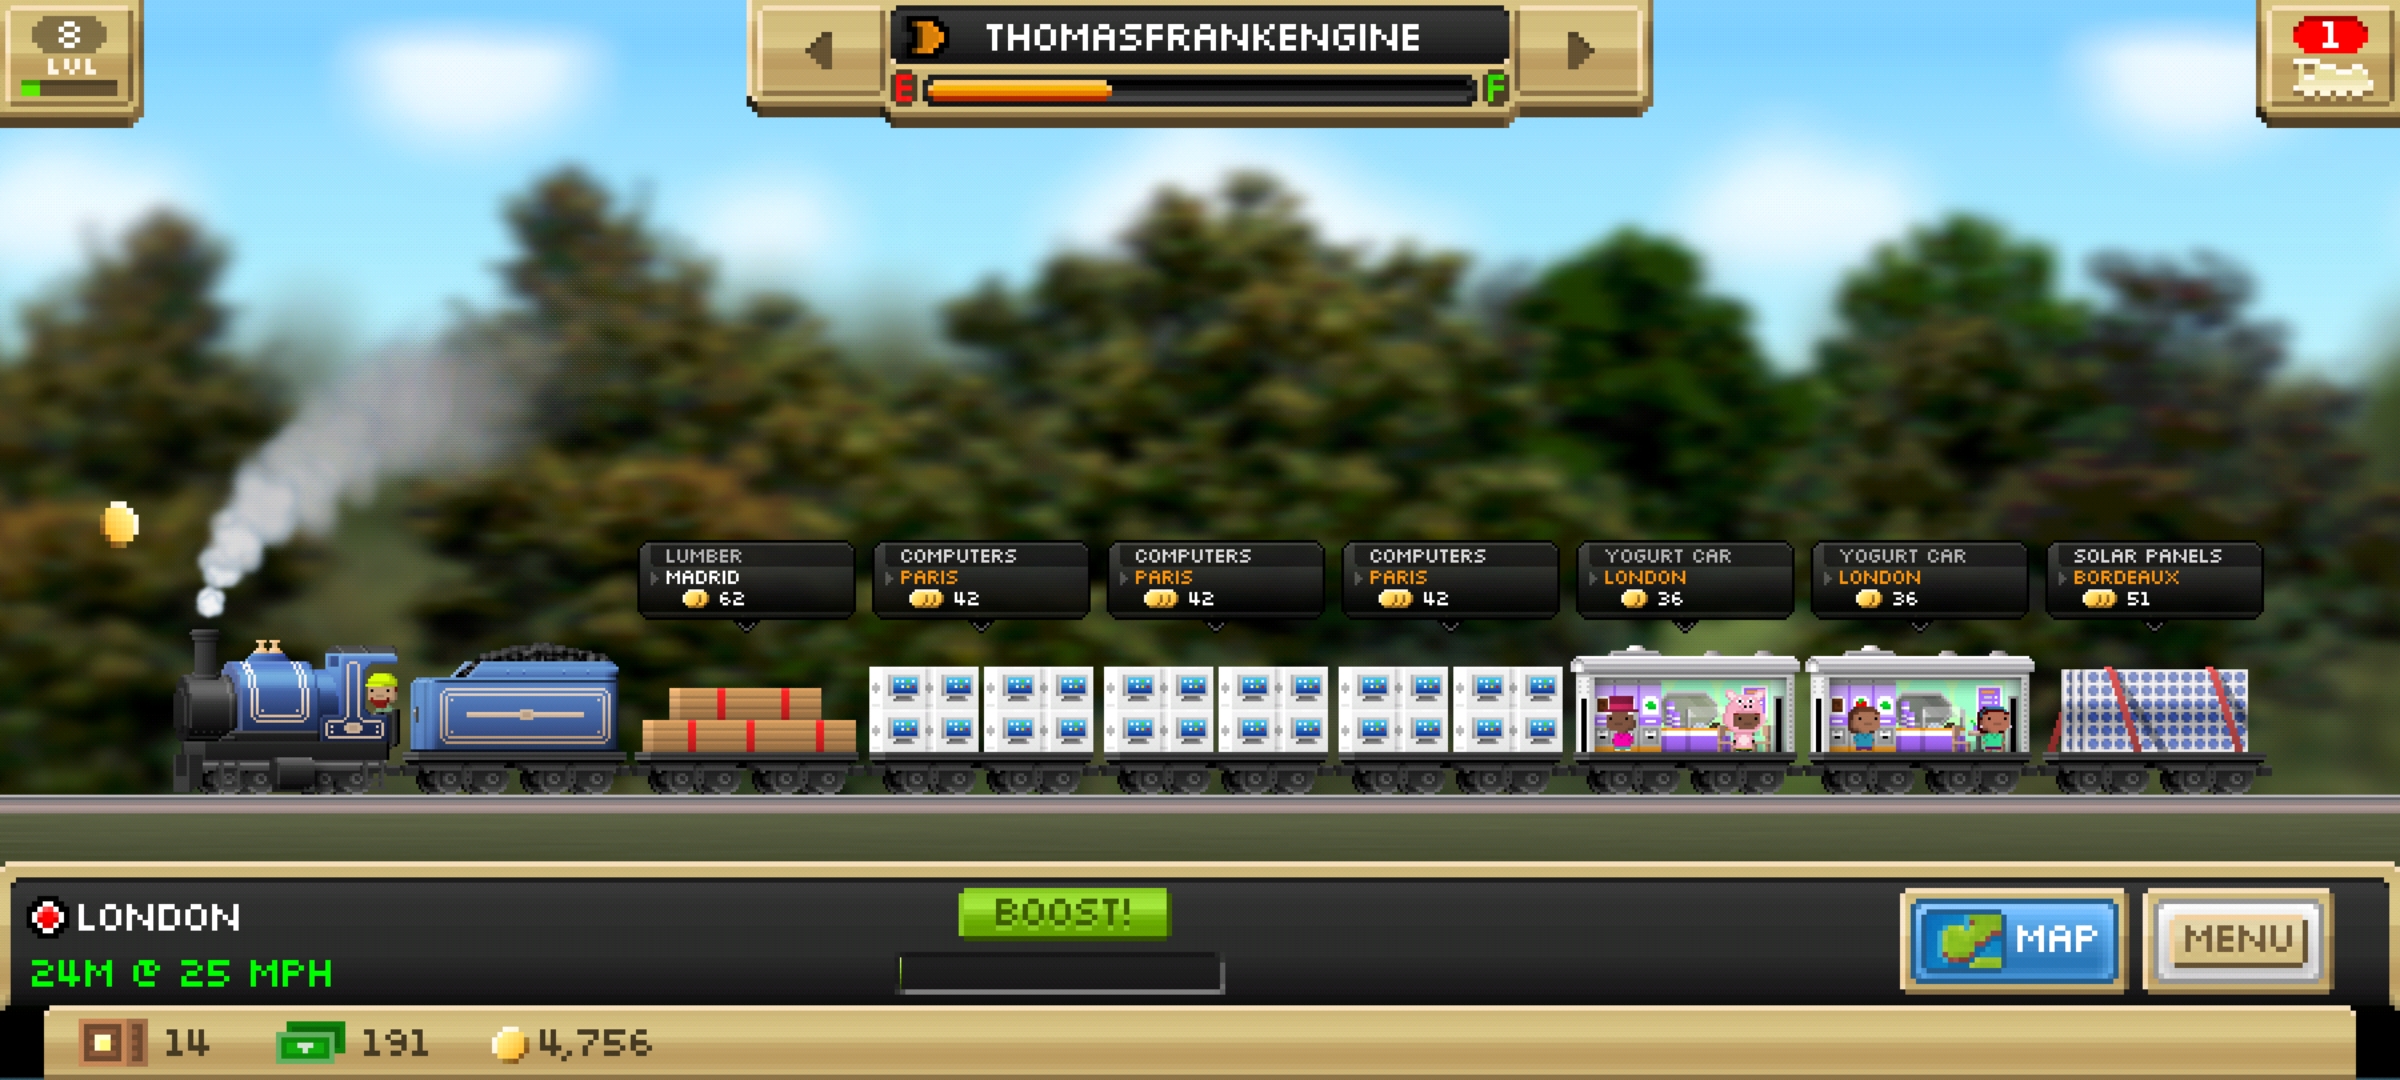 8
LVL
THOMASFRANKENGINE
E F
1
LUMBER
MADRID
62
COMPUTERS
PARIS
42
COMPUTERS
PARIS
42
COMPUTERS
PARIS
42
YOGURT CAR
LONDON
36
YOGURT CAR
LONDON
36
SOLAR PANELS
BORDEAUX
51
LONDON
24M @ 25 MPH
BOOST!
MAP
MENU
14 191 4,756